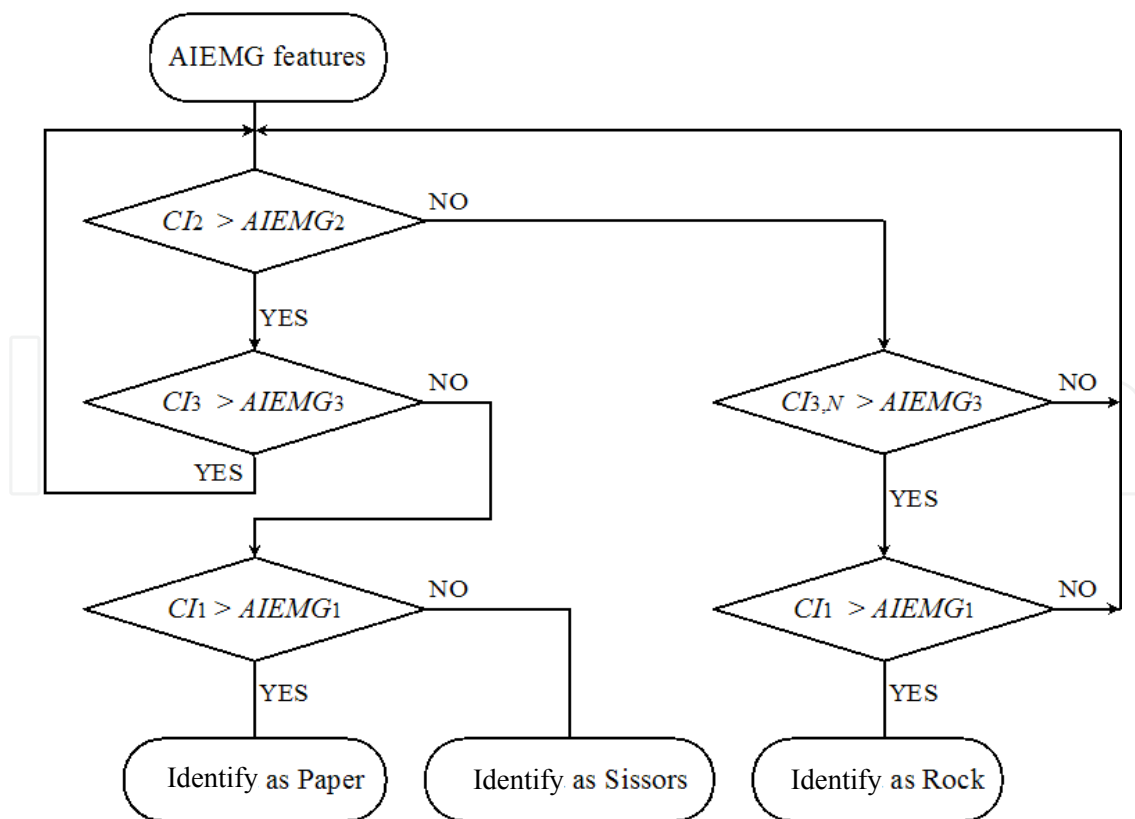 AIEMG features
CI2 > AIEMG2
NO
YES
CI3 > AIEMG3
NO
YES
CI3,N > AIEMG3
NO
YES
CI1 > AIEMG1
NO
YES
CI1 > AIEMG1
NO
YES
Identify as Paper
Identify as Sissors
Identify as Rock